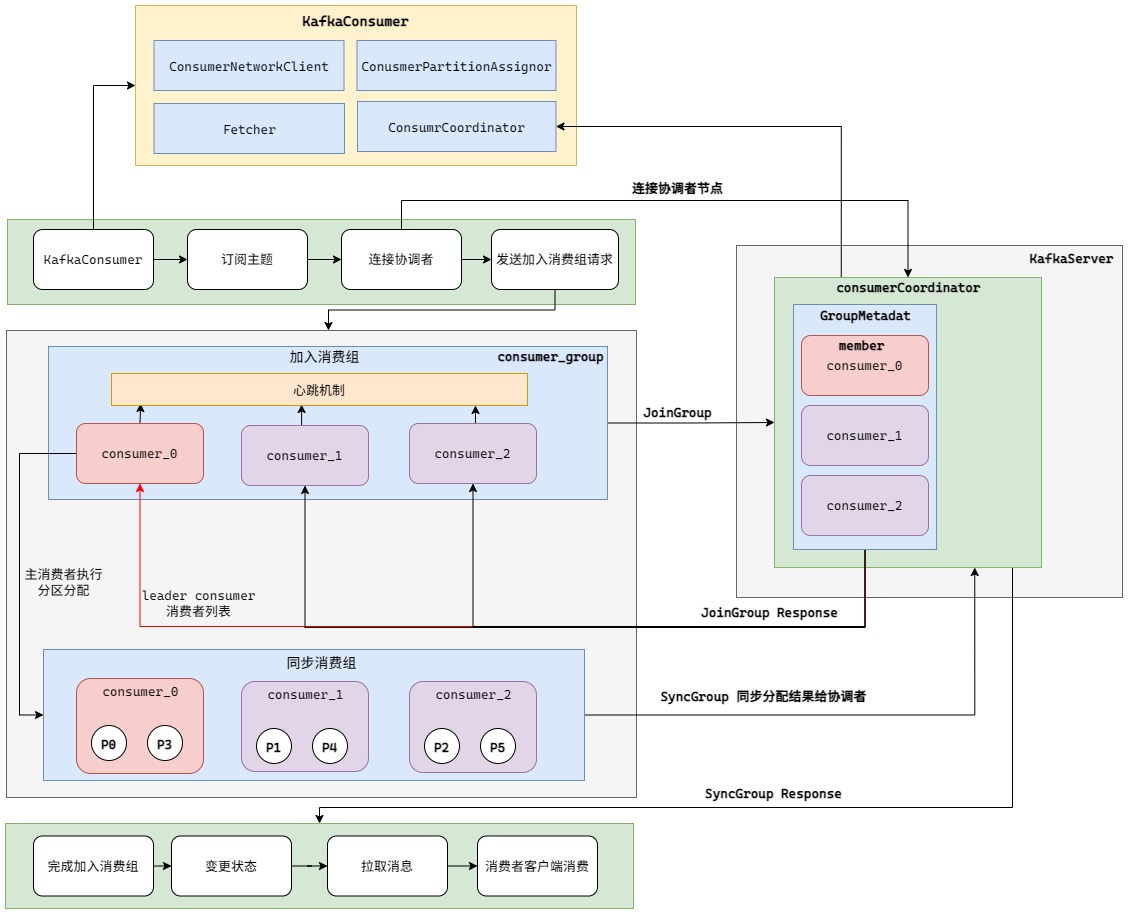 KafkaConsumer
ConsumerNetworkClient
ConusmerPartitionAssignor
Fetcher
ConsumrCoordinator
连接协调者节点
KafkaConsumer
订阅主题
连接协调者
发送加入消费组请求
KafkaServer
consumerCoordinator
GroupMetadat
member
consumer_0
consumer_1
consumer_2
加入消费组
consumer_group
心跳机制
consumer_0
consumer_1
consumer_2
JoinGroup
主消费者执行
分区分配
leader consumer
消费者列表
JoinGroup Response
同步消费组
consumer_0
P0
P3
consumer_1
P1
P4
consumer_2
P2
P5
SyncGroup 同步分配结果给协调者
SyncGroup Response
完成加入消费组
变更状态
拉取消息
消费者客户端消费